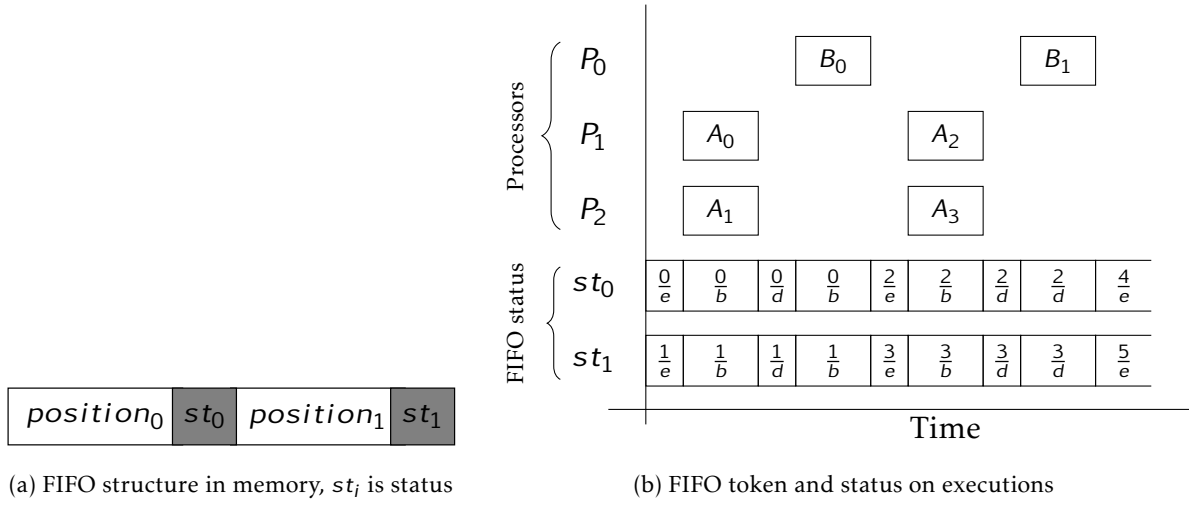 Processors
P0 B0 B1
P1 A0 A2
P2 A1 A3
FIFO status
st0 0/e 0/b 0/d 0/b 2/e 2/b 2/d 2/d 4/e
st1 1/e 1/b 1/d 1/b 3/e 3/b 3/d 3/d 5/e
Time
position0 st0 position1 st1
(a) FIFO structure in memory, sti is status
(b) FIFO token and status on executions